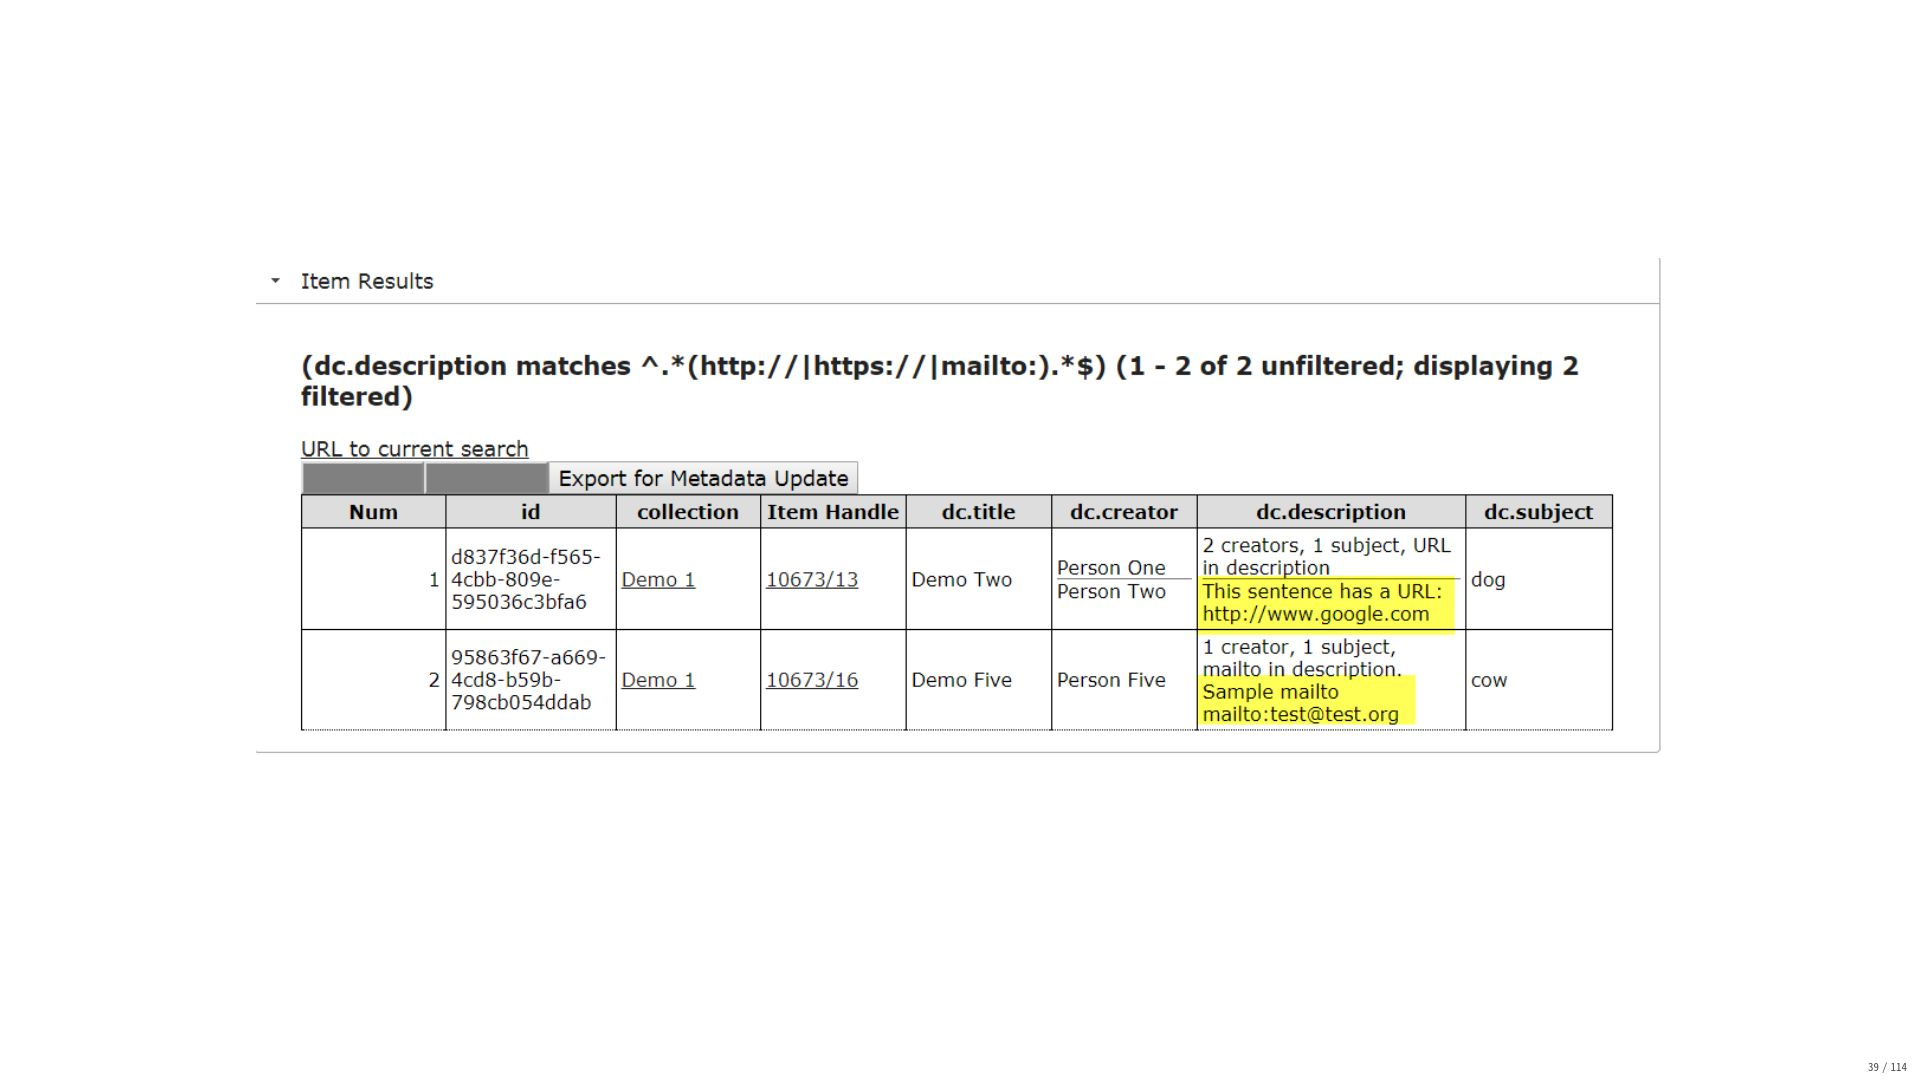 Item Results
(dc.description matches ^.*(http://|https://|mailto:).*$) (1 - 2 of 2 unfiltered; displaying 2
filtered)
URL to current search
Export for Metadata Update
Num id collection Item Handle dc.title dc.creator dc.description dc.subject
1
d837f36d-f565-
4cbb-809e-
595036c3bfa6
Demo 1
10673/13
Demo Two
Person One
Person Two
2 creators, 1 subject, URL
in description
This sentence has a URL:
http://www.google.com
dog
2
95863f67-a669-
4cd8-b59b-
798cb054ddab
Demo 1
10673/16
Demo Five
Person Five
1 creator, 1 subject,
mailto in description.
Sample mailto
mailto:test@test.org
cow
39 / 114